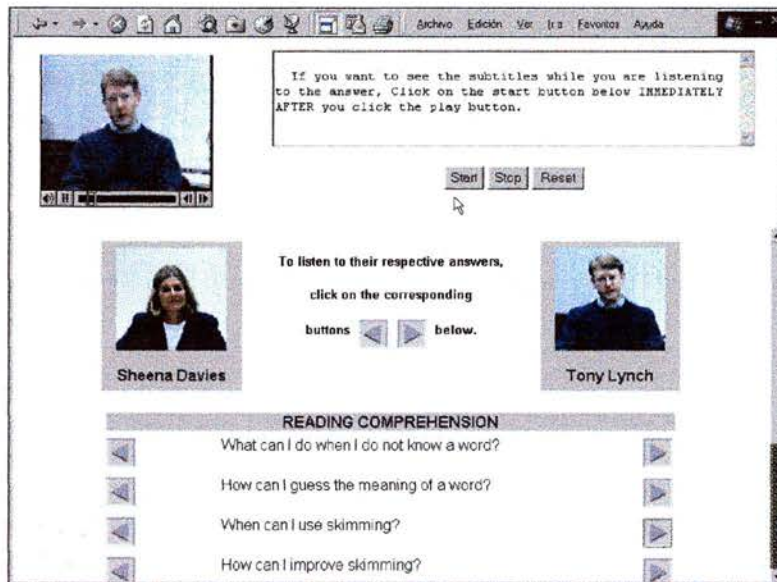 Archivo Edición Ver Ir a Favoritos Ayuda
If you want to see the subtitles while you are listening
to the answer, Click on the start button below IMMEDIATELY
AFTER you click the play button.
Start Stop Reset
To listen to their respective answers,
click on the corresponding
buttons below.
Sheena Davies
Tony Lynch
READING COMPREHENSION
What can I do when I do not know a word?
How can I guess the meaning of a word?
When can I use skimming?
How can I improve skimming?